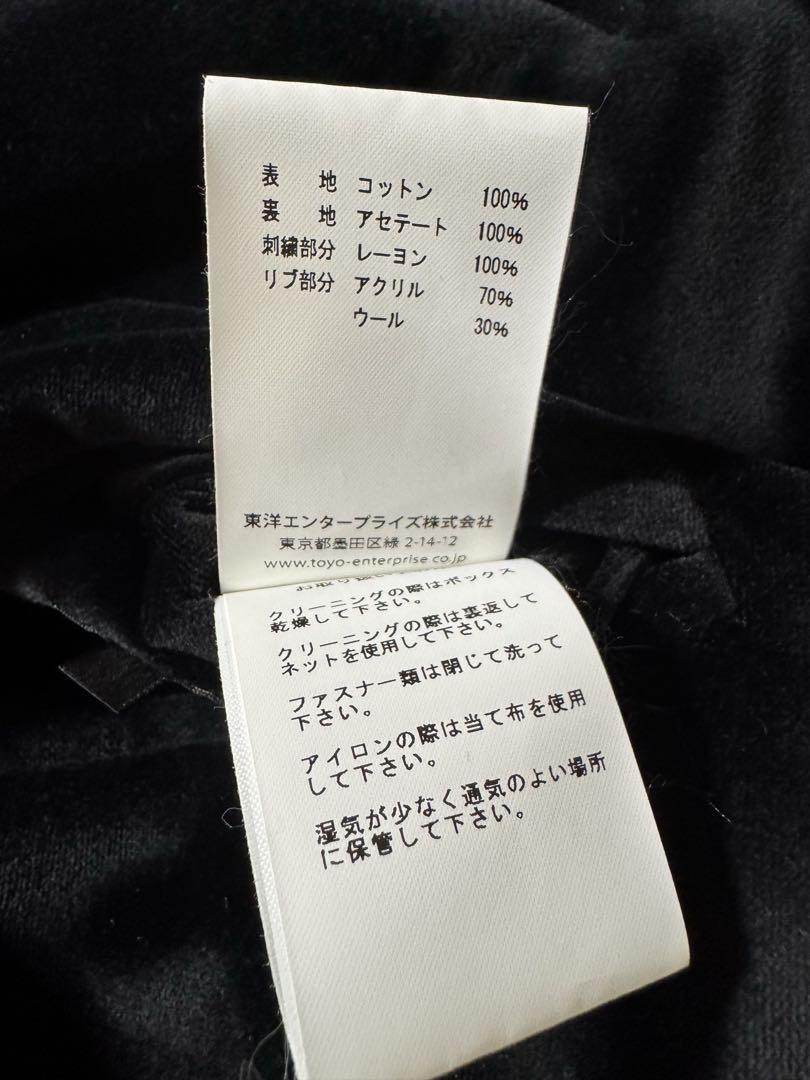 表 地 コットン 100%
裏 地 アセテート 100%
刺繍部分 レーヨン 100%
リブ部分 アクリル 70%
ウール 30%
東洋エンタープライズ株式会社
東京都墨田区緑 2-14-12
www.toyo-enterprise.co.jp
クリーニングの際はボックス
乾燥して下さい。
クリーニングの際は裏返して
ネットを使用して下さい。
ファスナー類は閉じて洗って
下さい。
アイロンの際は当て布を使用
して下さい。
湿気が少なく通気のよい場所
に保管して下さい。